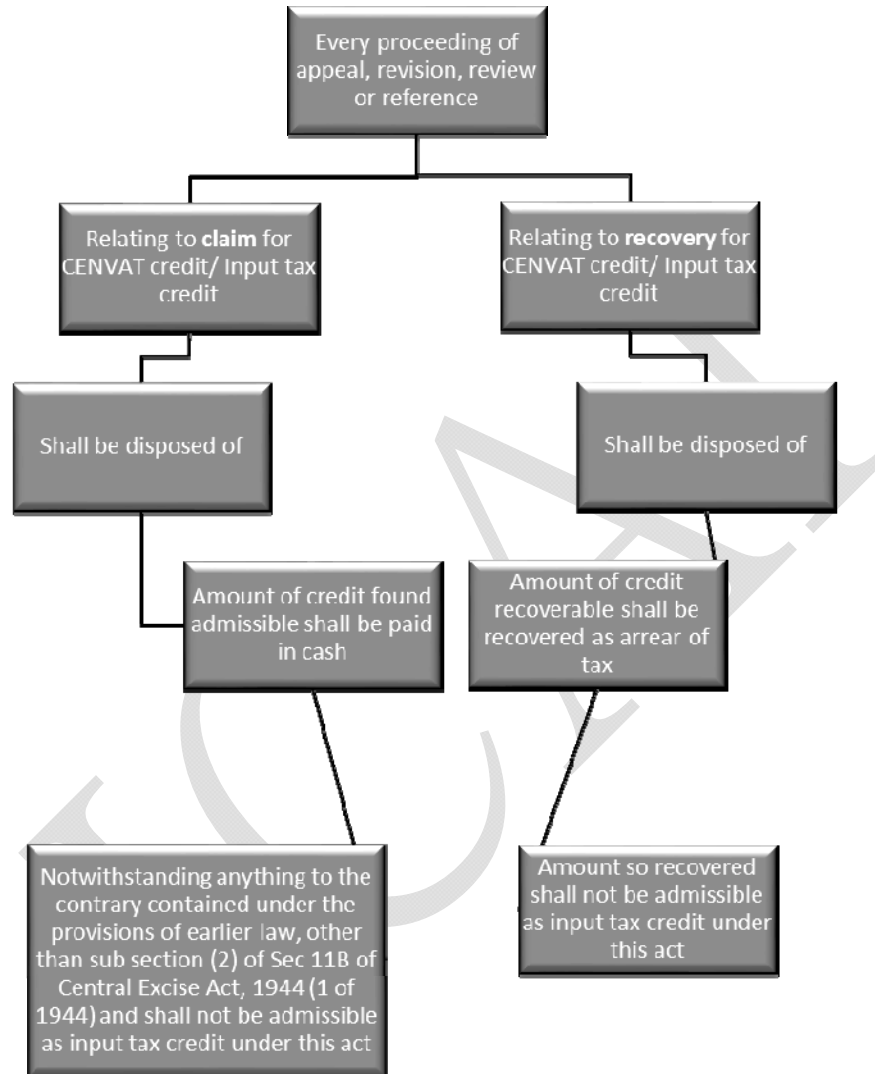 Every proceeding of
appeal, revision, review
or reference
Relating to claim for
CENVAT credit/ Input tax
credit
Relating to recovery for
CENVAT credit/ Input tax
credit
Shall be disposed of
Shall be disposed of
Amount of credit found
admissible shall be paid
in cash
Amount of credit
recoverable shall be
recovered as arrear of
tax
Notwithstanding anything to the
contrary contained under the
provisions of earlier law, other
than sub section (2) of Sec 11B of
Central Excise Act, 1944 (1 of
1944) and shall not be admissible
as input tax credit under this act
Amount so recovered
shall not be admissible
as input tax credit under
this act